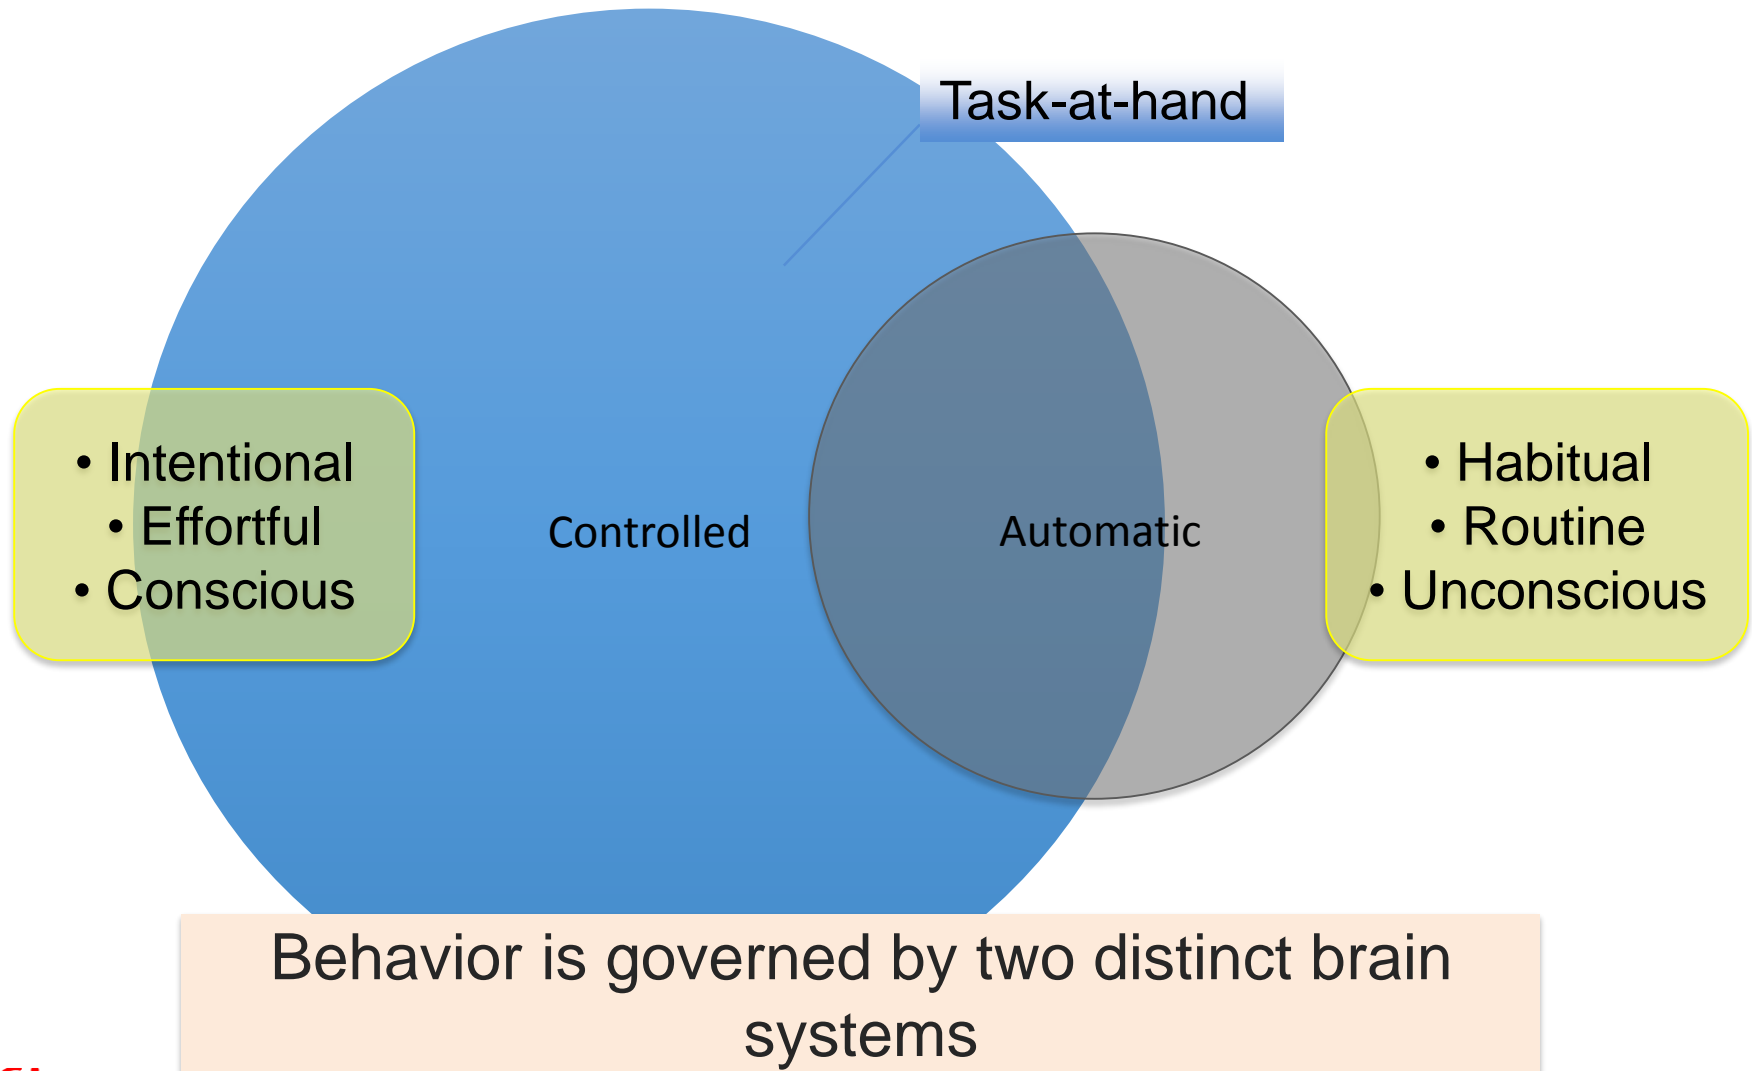 Task-at-hand
• Intentional
• Effortful
• Conscious
Controlled
Automatic
• Habitual
• Routine
• Unconscious
Behavior is governed by two distinct brain
systems